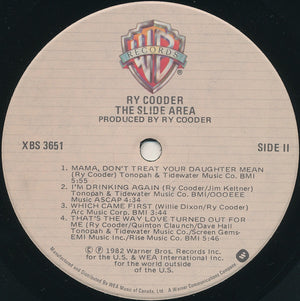 WB
RECORDS
RY COODER
THE SLIDE AREA
PRODUCED BY RY COODER
XBS 3651
SIDE II
1. MAMA, DON'T TREAT YOUR DAUGHTER MEAN
(Ry Cooder) Tonopah & Tidewater Music Co. BMI
5:55
2. I'M DRINKING AGAIN (Ry Cooder/Jim Keltner)
Tonopah & Tidewater Music Co. BMI/OOOEEE
Music ASCAP 4:34
3. WHICH CAME FIRST (Willie Dixon/Ry Cooder)
Arc Music Corp. BMI 3:44
4. THAT'S THE WAY LOVE TURNED OUT FOR
ME (Ry Cooder/Quinton Claunch/Dave Hall)
Tonopah & Tidewater Music Co./Screen Gems-
EMI Music Inc./Rise Music BMI 5:46
© ℗ 1982 Warner Bros. Records Inc.
for the U.S. & WEA International Inc.
for the world outside
of the U.S.
Manufactured and Distributed by WEA Music of Canada, Ltd. A Warner Communications Company